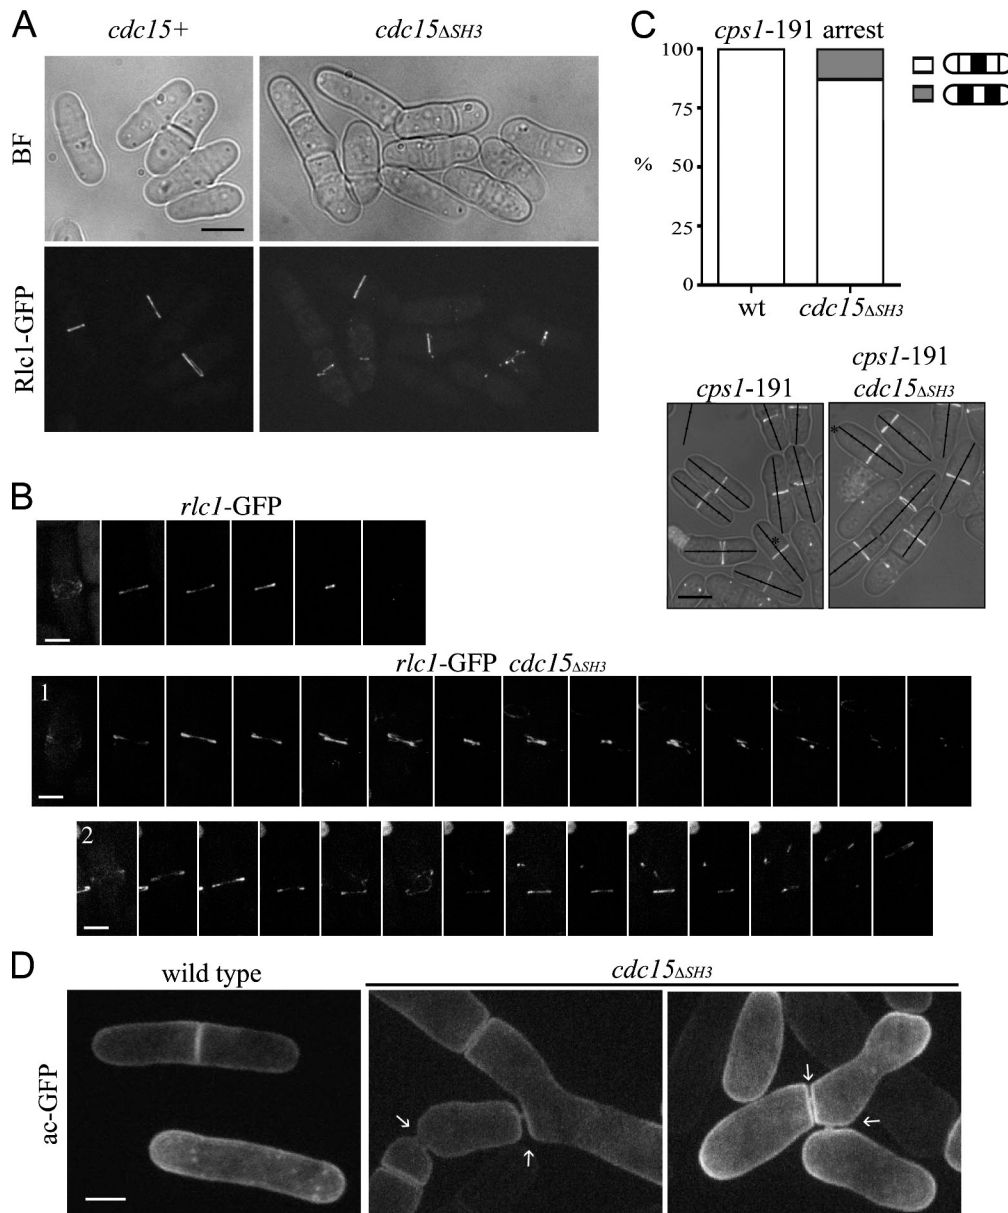 A
cdc15+
cdc15ΔSH3
BF
Rlc1-GFP
C
cps1-191 arrest
100
75
50
25
0
%
wt
cdc15ΔSH3
cps1-191
cps1-191
cdc15ΔSH3
*
*
B
rlc1-GFP
rlc1-GFP cdc15ΔSH3
1
2
D
wild type
cdc15ΔSH3
ac-GFP